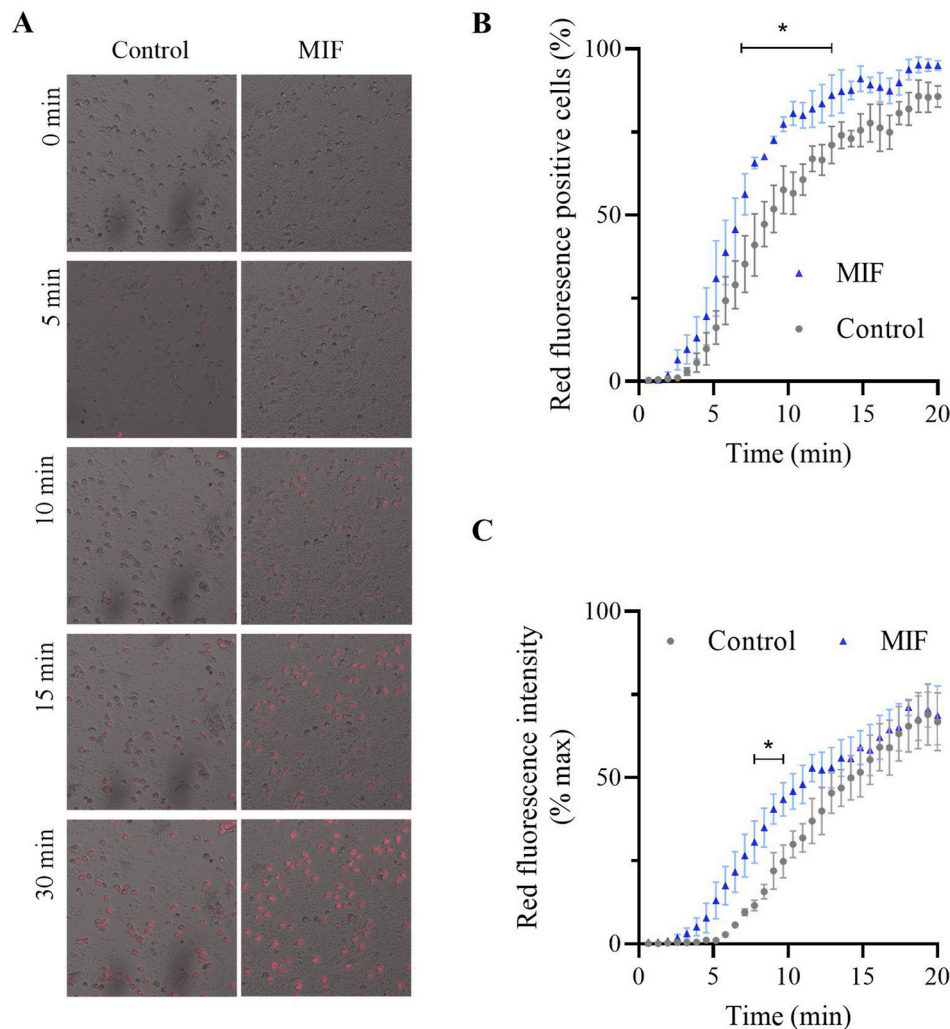 A
Control MIF
0 min
5 min
10 min
15 min
30 min
B
*
Red fluoresence positive cells (%)
100
50
0
MIF
Control
0 5 10 15 20
Time (min)
C
Red fluorescence intensity
(% max)
100
50
0
Control MIF
*
0 5 10 15 20
Time (min)